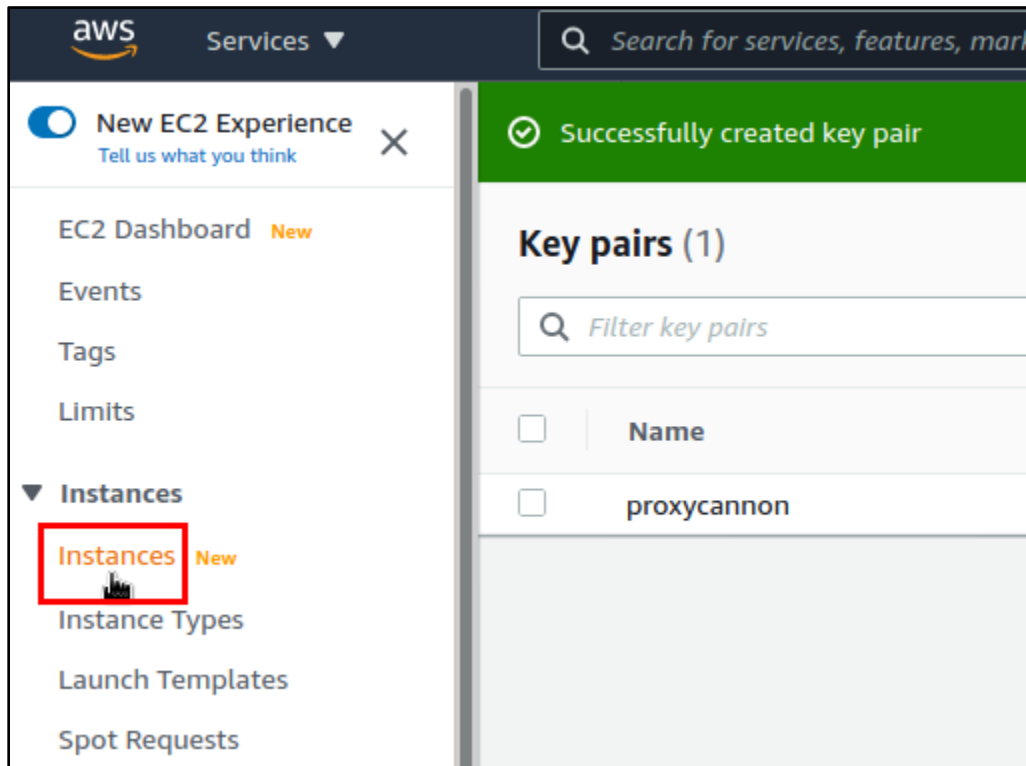 aws
Services ▼
Search for services, features, mar
New EC2 Experience
Tell us what you think
EC2 Dashboard New
Events
Tags
Limits
▼ Instances
Instances New
Instance Types
Launch Templates
Spot Requests
Successfully created key pair
Key pairs (1)
Filter key pairs
Name
proxycannon